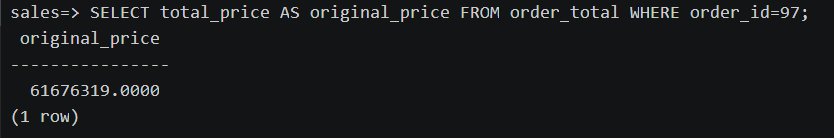 sales=> SELECT total_price AS original_price FROM order_total WHERE order_id=97;
 original_price
----------------
  61676319.0000
(1 row)